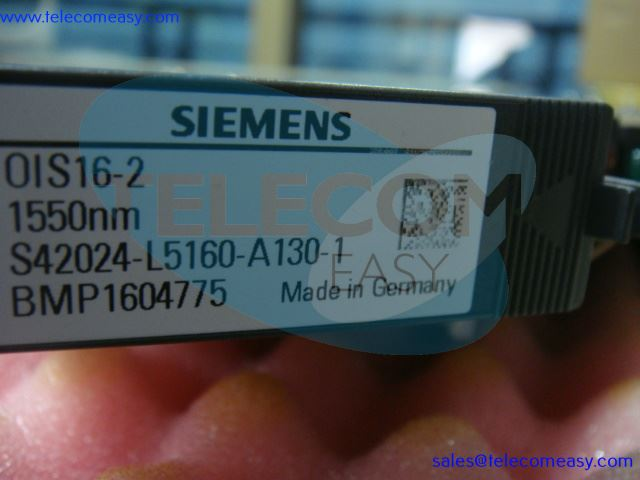 www.telecomeasy.com
SIEMENS
OIS16-2
1550nm
TELECOM
S42024-L5160-A130-1
EASY
BMP1604775 Made in Germany
sales@telecomeasy.com